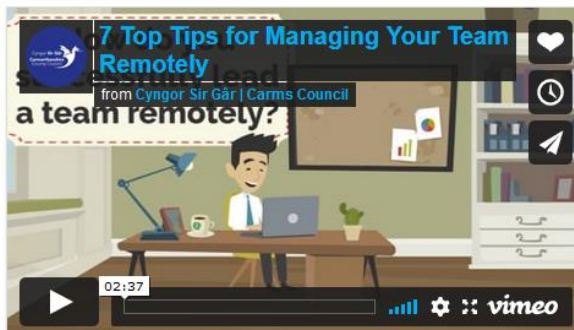 7 Top Tips for Managing Your Team
Remotely
from Cyngor Sir Gâr | Carms Council
a team remotely?
02:37
vimeo